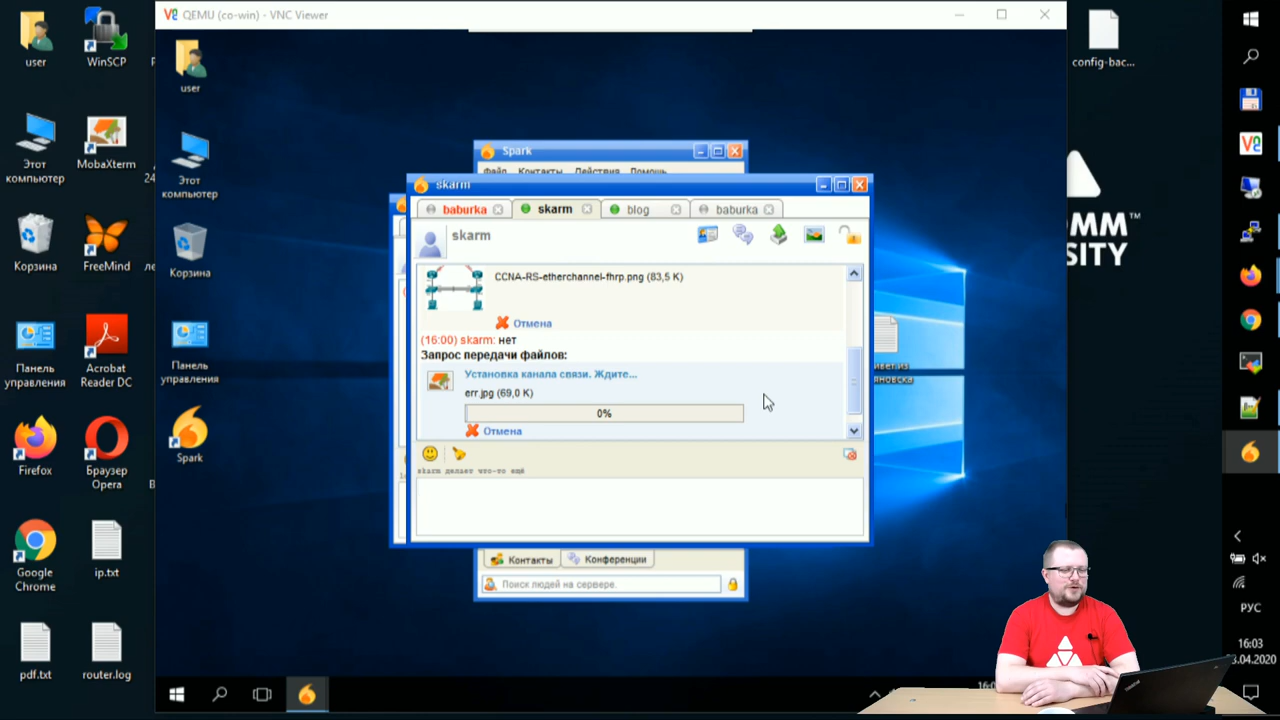 QEMU (co-win) - VNC Viewer
user
WinSCP
user
config-bac...
Этот
компьютер
MobaXterm
24
Этот
компьютер
Корзина
FreeMind
Корзина
Панель
управления
Acrobat
Reader DC
Панель
управления
Firefox
Браузер
Opera
Spark
Google
Chrome
ip.txt
pdf.txt
router.log
Spark
Файл Контакты Действия Помощь
skarm
baburka
skarm
blog
baburka
skarm
CCNA-RS-etherchannel-fhrp.png (83,5 K)
Отмена
(16:00) skarm: нет
Запрос передачи файлов:
Установка канала связи. Ждите...
err.jpg (69,0 K)
0%
Отмена
skarm делает что-то ещё
Контакты
Конференции
Поиск людей на сервере.
COMM™
SITY
РУС
16:03
.04.2020